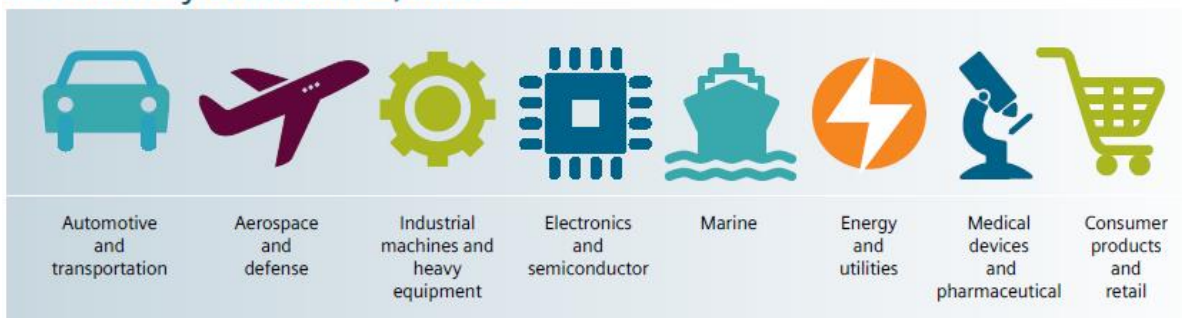 Automotive
and
transportation
Aerospace
and
defense
Industrial
machines and
heavy
equipment
Electronics
and
semiconductor
Marine
Energy
and
utilities
Medical
devices
and
pharmaceutical
Consumer
products
and
retail